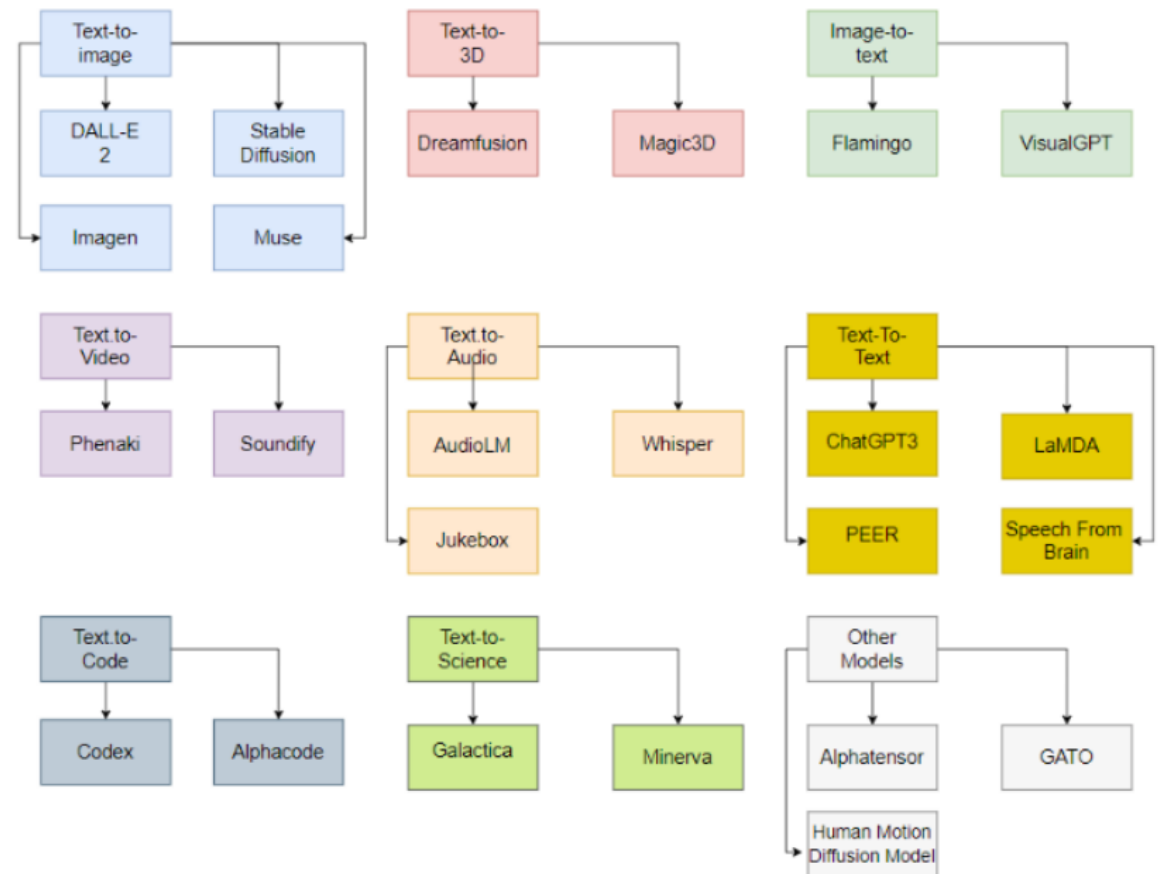 Text-to-
image
Text-to-
3D
Image-to-
text
DALL-E
2
Stable
Diffusion
Dreamfusion
Magic3D
Flamingo
VisualGPT
Imagen
Muse
Text.to-
Video
Text.to-
Audio
Text-To-
Text
Phenaki
Soundify
AudioLM
Whisper
ChatGPT3
LaMDA
Jukebox
PEER
Speech From
Brain
Text.to-
Code
Text-to-
Science
Other
Models
Codex
Alphacode
Galactica
Minerva
Alphatensor
GATO
Human Motion
Diffusion Model